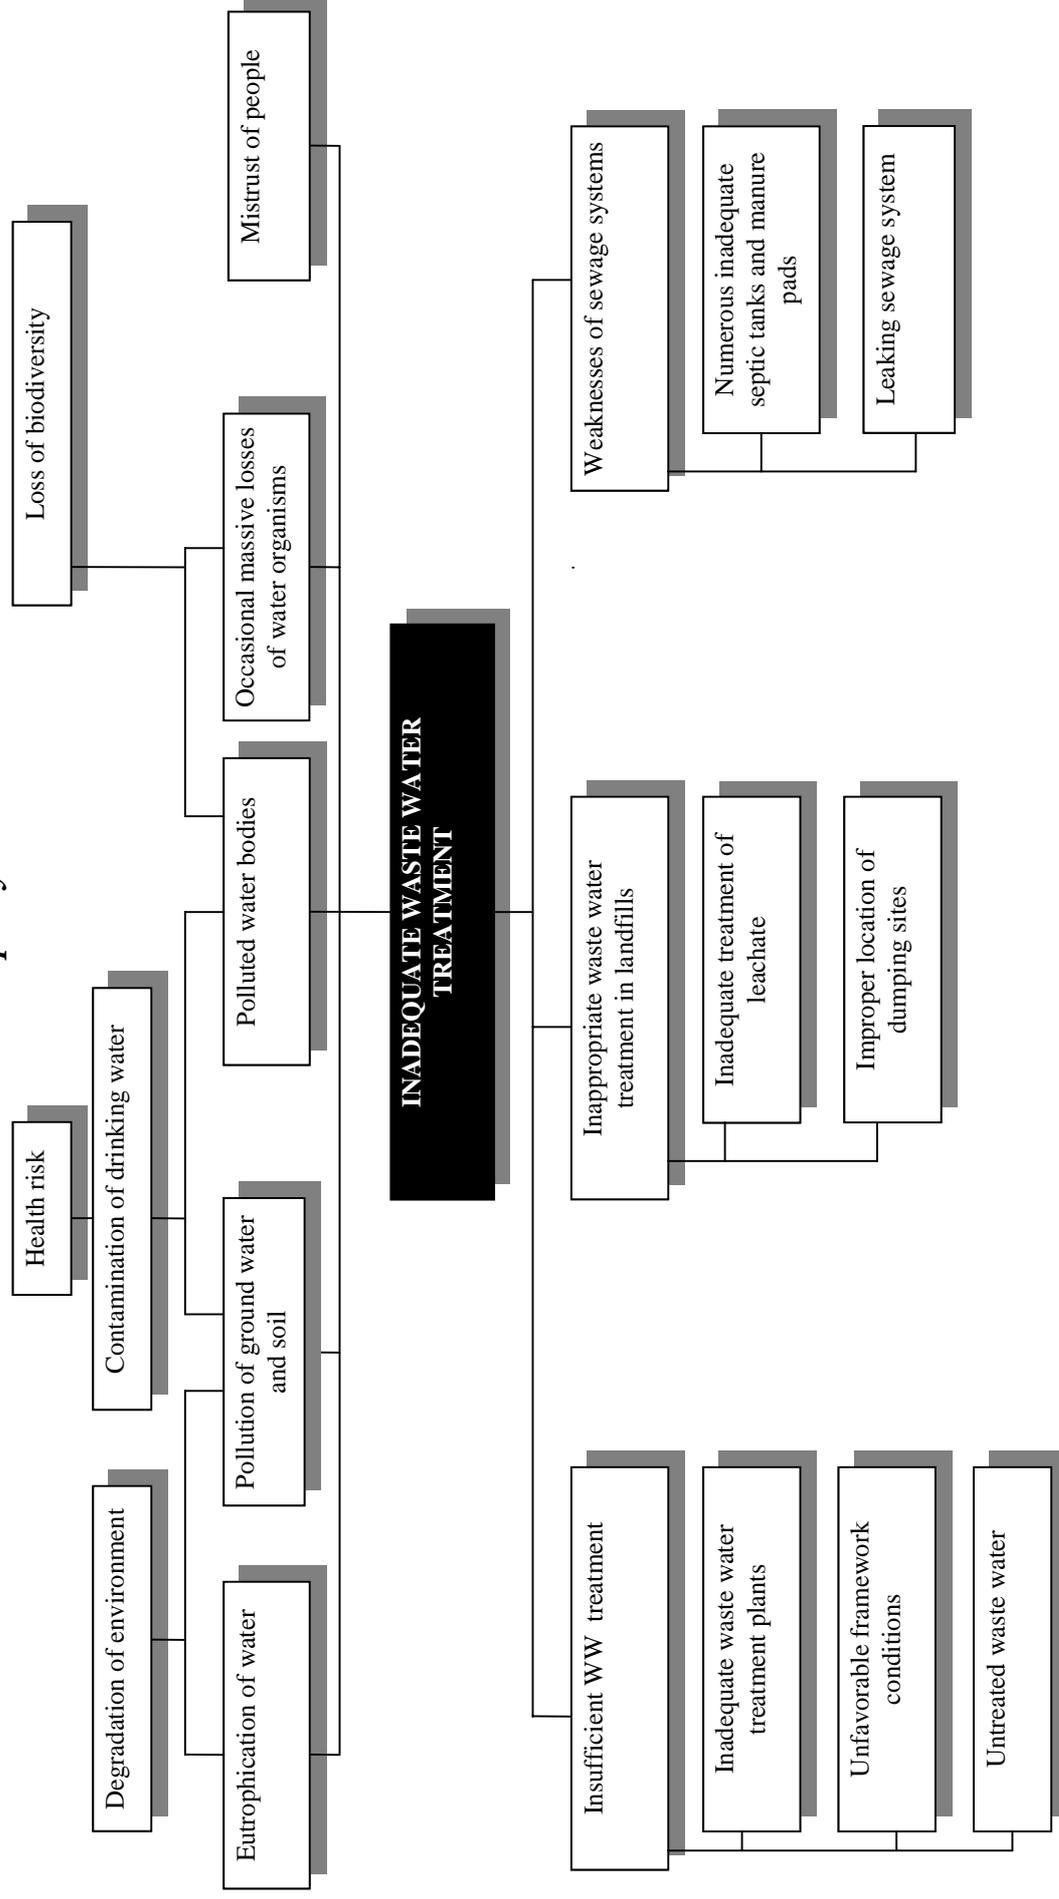 Health risk
Loss of biodiversity
Degradation of environment
Contamination of drinking water
Eutrophication of water
Pollution of ground water
and soil
Polluted water bodies
Occasional massive losses
of water organisms
Mistrust of people
INADEQUATE WASTE WATER
TREATMENT
Insufficient WW treatment
Inadequate waste water
treatment plants
Unfavorable framework
conditions
Untreated waste water
Inappropriate waste water
treatment in landfills
Inadequate treatment of
leachate
Improper location of
dumping sites
Weaknesses of sewage systems
Numerous inadequate
septic tanks and manure
pads
Leaking sewage system